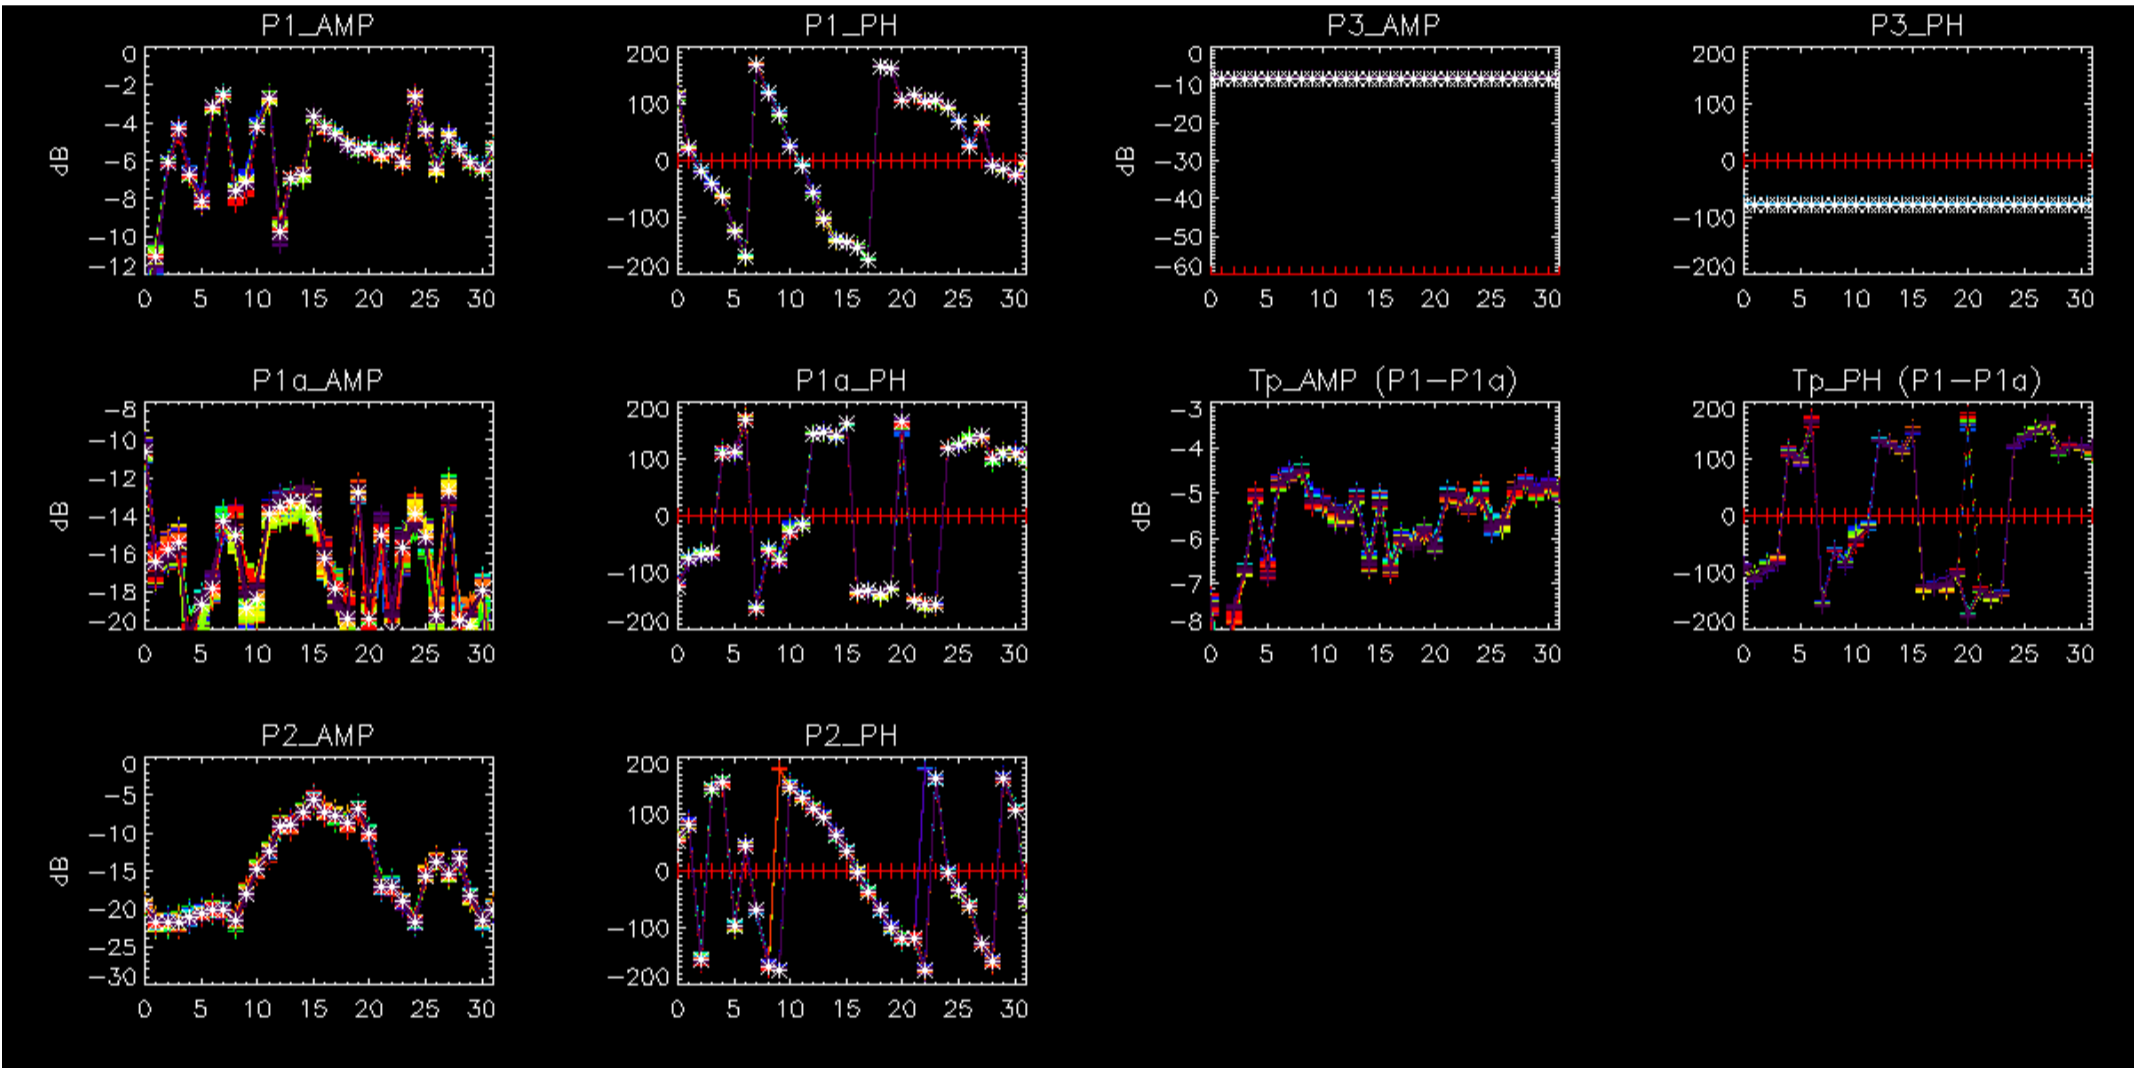 P1_AMP
P1_PH
P3_AMP
P3_PH
0
-2
-4
-6
-8
-10
-12
dB
0 5 10 15 20 25 30
200
100
0
-100
-200
0 5 10 15 20 25 30
0
-10
-20
-30
-40
-50
-60
dB
0 5 10 15 20 25 30
200
100
0
-100
-200
0 5 10 15 20 25 30
P1a_AMP
P1a_PH
Tp_AMP (P1-P1a)
Tp_PH (P1-P1a)
-8
-10
-12
-14
-16
-18
-20
dB
0 5 10 15 20 25 30
200
100
0
-100
-200
0 5 10 15 20 25 30
-3
-4
-5
-6
-7
-8
dB
0 5 10 15 20 25 30
200
100
0
-100
-200
0 5 10 15 20 25 30
P2_AMP
P2_PH
0
-5
-10
-15
-20
-25
-30
dB
0 5 10 15 20 25 30
200
100
0
-100
-200
0 5 10 15 20 25 30